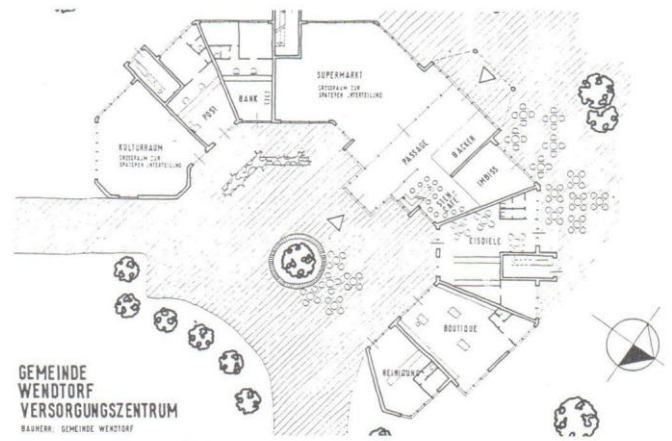 SUPERMARKT
GROSSRAUM ZUR
SPÄTEREN UNTERTEILUNG
POST
BANK
KULTURRAUM
GROSSRAUM ZUR
SPÄTEREN UNTERTEILUNG
PASSAGE
BÄCKER
IMBISS
EISDIELE
BOUTIQUE
REINIGUNG
GEMEINDE
WENDTORF
VERSORGUNGSZENTRUM
BAUHERR: GEMEINDE WENDTORF